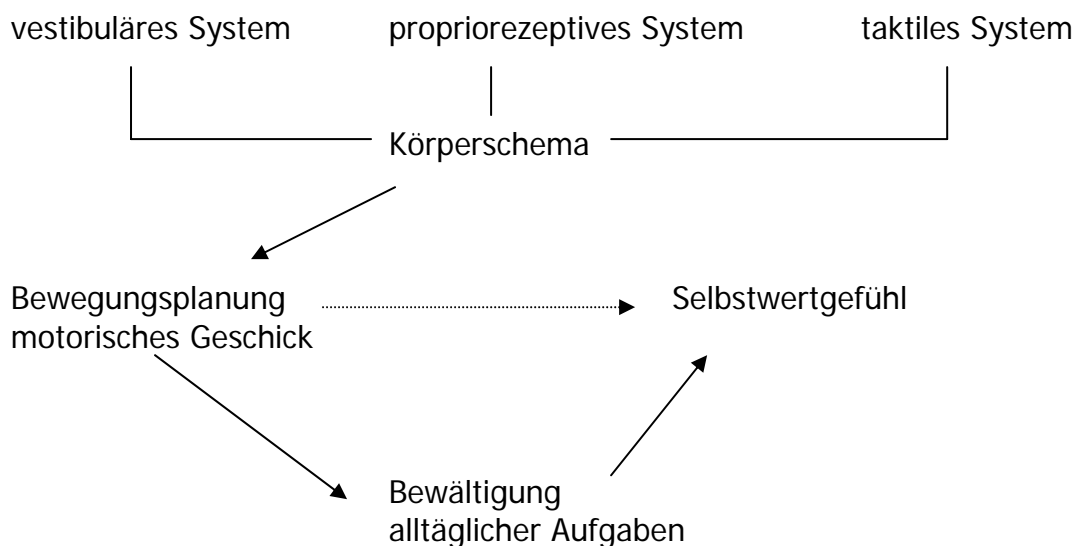 vestibuläres System
propriorezeptives System
taktiles System
Körperschema
Bewegungsplanung
motorisches Geschick
Selbstwertgefühl
Bewältigung
alltäglicher Aufgaben